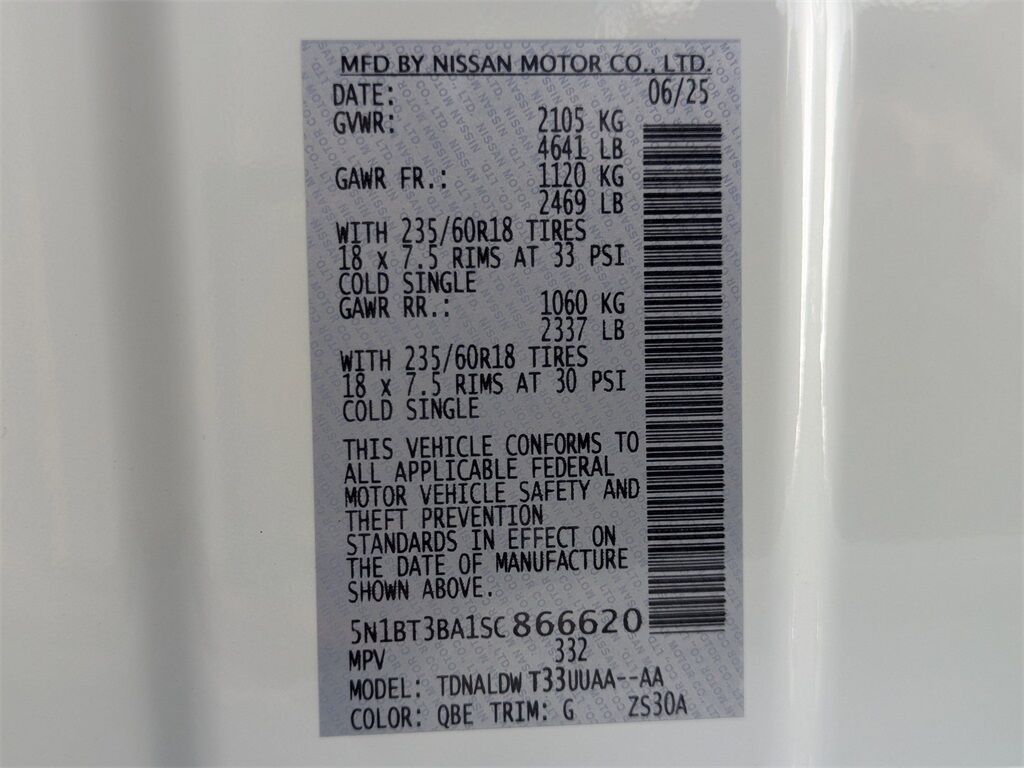 MFD BY NISSAN MOTOR CO., LTD.
DATE: 06/25
GVWR: 2105 KG
4641 LB
GAWR FR.: 1120 KG
2469 LB
WITH 235/60R18 TIRES
18 x 7.5 RIMS AT 33 PSI
COLD SINGLE
GAWR RR.: 1060 KG
2337 LB
WITH 235/60R18 TIRES
18 x 7.5 RIMS AT 30 PSI
COLD SINGLE
THIS VEHICLE CONFORMS TO
ALL APPLICABLE FEDERAL
MOTOR VEHICLE SAFETY AND
THEFT PREVENTION
STANDARDS IN EFFECT ON
THE DATE OF MANUFACTURE
SHOWN ABOVE.
5N1BT3BA1SC866620
MPV 332
MODEL: TDNALDW T33UUAA--AA
COLOR: QBE TRIM: G ZS30A